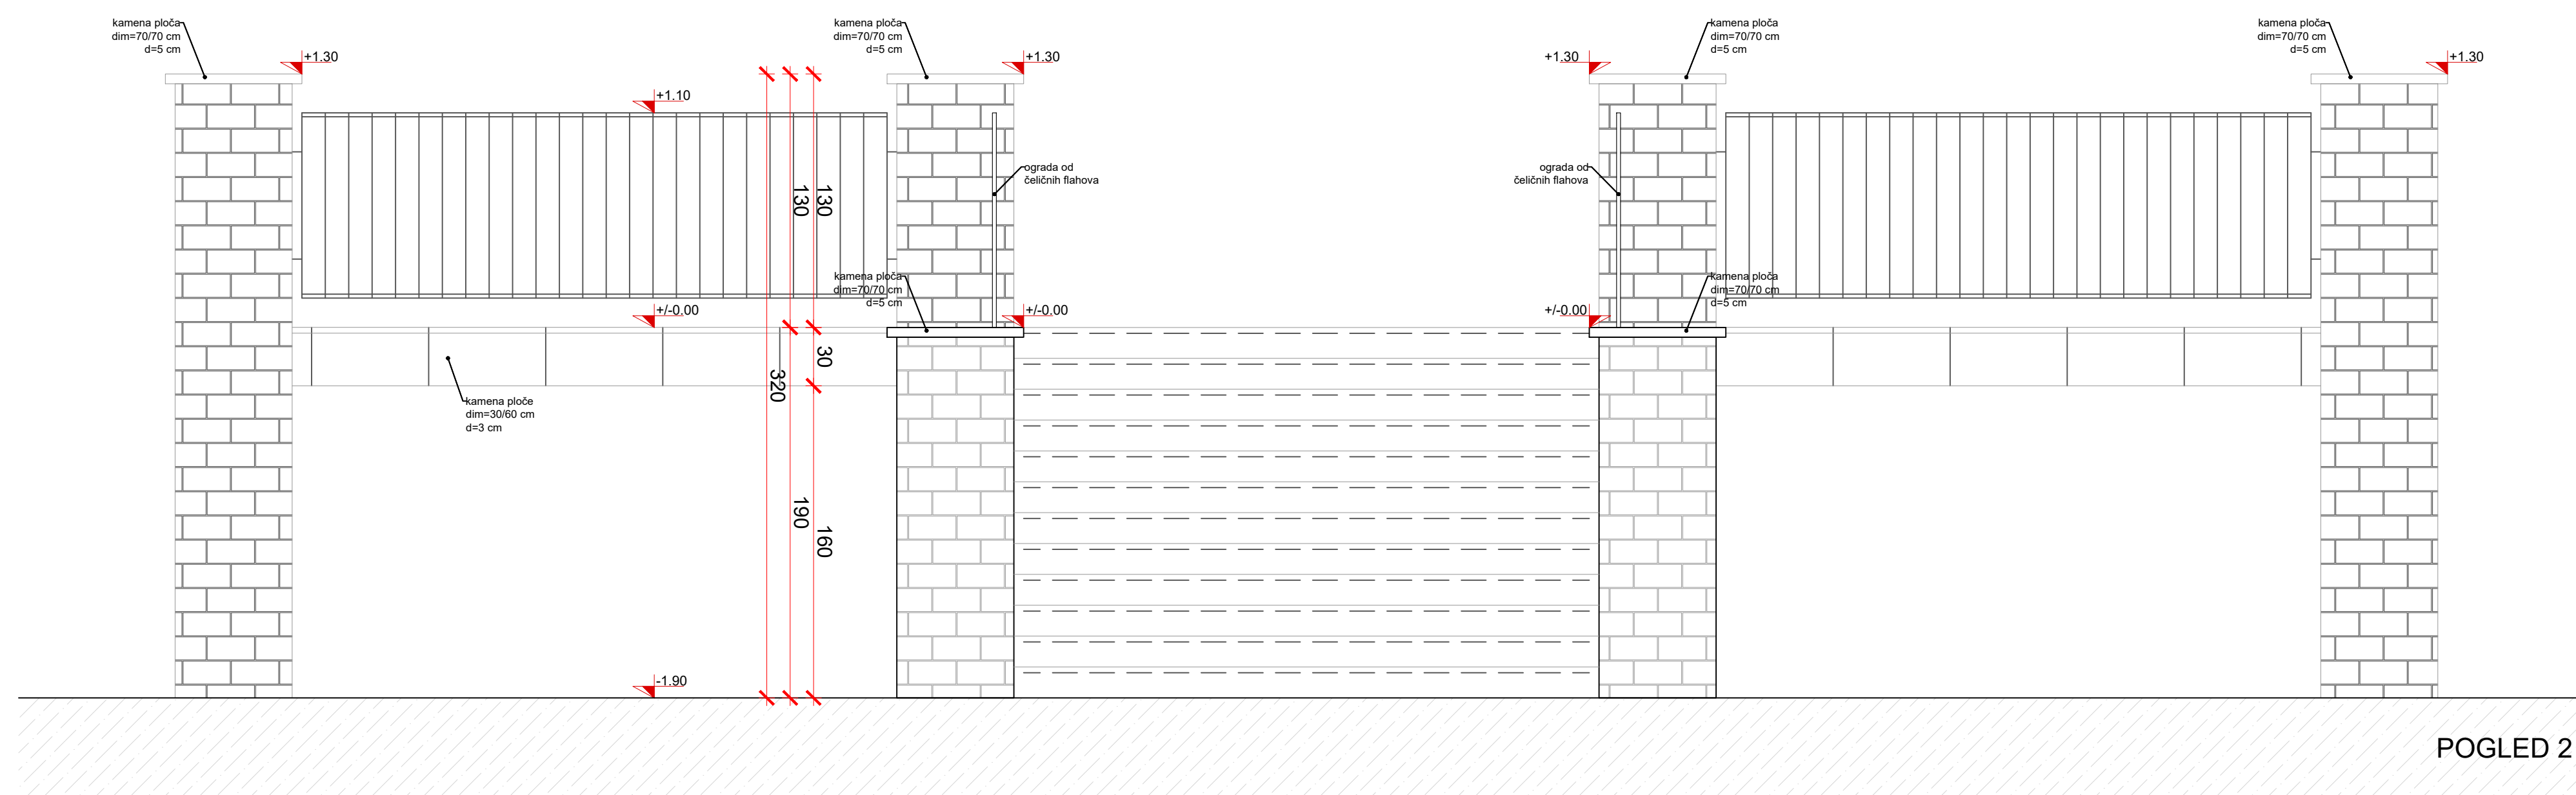 kamena ploča
dim=70/70 cm
d=5 cm
+1.30
kamena ploča
dim=70/70 cm
d=5 cm
+1.30
+1.30
kamena ploča
dim=70/70 cm
d=5 cm
kamena ploča
dim=70/70 cm
d=5 cm
+1.30
+1.10
130
130
ograda od
čeličnih flahova
ograda od
čeličnih flahova
kamena ploča
dim=70/70 cm
d=5 cm
kamena ploča
dim=70/70 cm
d=5 cm
+/-0.00
+/-0.00
+/-0.00
30
320
kamena ploče
dim=30/60 cm
d=3 cm
190
160
-1.90
POGLED 2